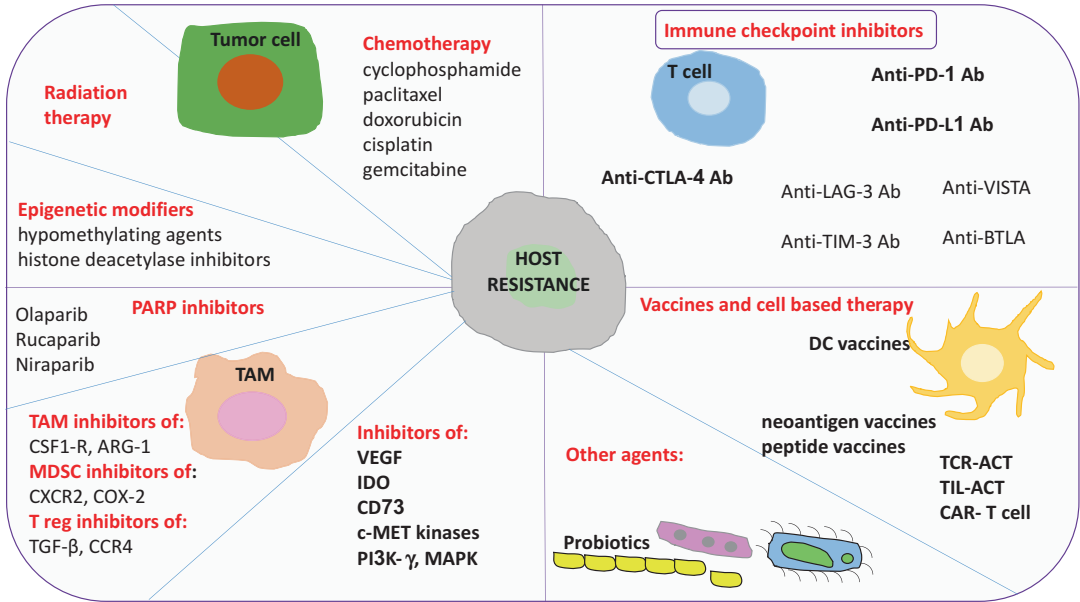 Tumor cell
Radiation
therapy
Chemotherapy
cyclophosphamide
paclitaxel
doxorubicin
cisplatin
gemcitabine
Epigenetic modifiers
hypomethylating agents
histone deacetylase inhibitors
PARP inhibitors
Olaparib
Rucaparib
Niraparib
TAM
TAM inhibitors of:
CSF1-R, ARG-1
MDSC inhibitors of:
CXCR2, COX-2
T reg inhibitors of:
TGF-β, CCR4
Inhibitors of:
VEGF
IDO
CD73
c-MET kinases
PI3K-γ, MAPK
HOST
RESISTANCE
Immune checkpoint inhibitors
T cell
Anti-PD-1 Ab
Anti-PD-L1 Ab
Anti-CTLA-4 Ab
Anti-LAG-3 Ab
Anti-VISTA
Anti-TIM-3 Ab
Anti-BTLA
Vaccines and cell based therapy
DC vaccines
neoantigen vaccines
peptide vaccines
TCR-ACT
TIL-ACT
CAR- T cell
Other agents:
Probiotics